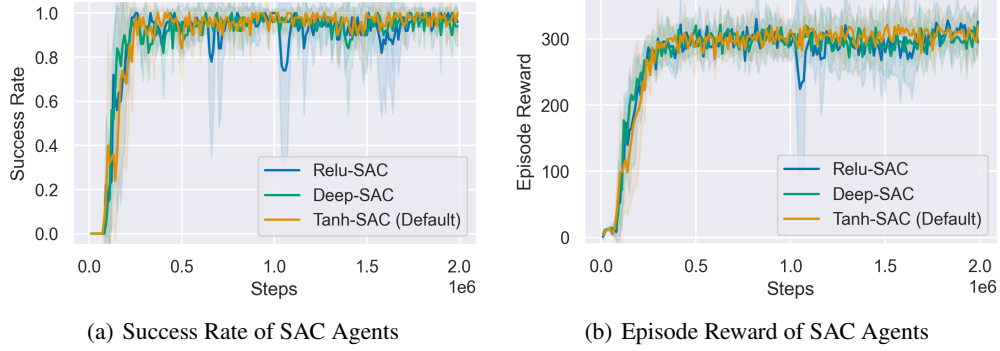 Success Rate
1.0
0.8
0.6
0.4
0.2
0.0
Relu-SAC
Deep-SAC
Tanh-SAC (Default)
0.0 0.5 1.0 1.5 2.0
Steps
1e6
(a) Success Rate of SAC Agents
Episode Reward
300
200
100
0
Relu-SAC
Deep-SAC
Tanh-SAC (Default)
0.0 0.5 1.0 1.5 2.0
Steps
1e6
(b) Episode Reward of SAC Agents